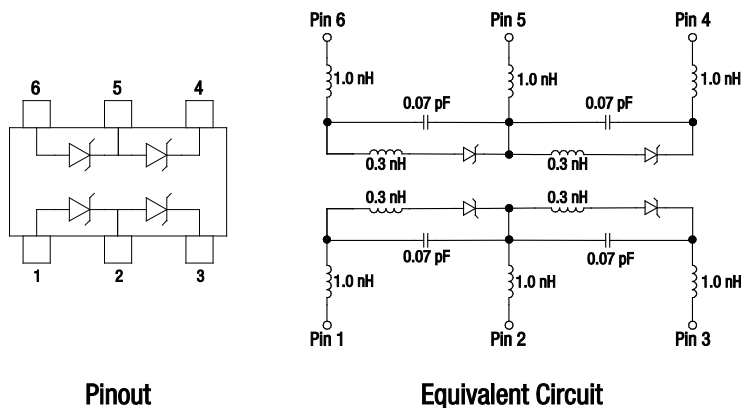 Pin 6 Pin 5 Pin 4
6 5 4
1.0 nH 1.0 nH 1.0 nH
0.07 pF 0.07 pF
0.3 nH 0.3 nH
0.3 nH 0.3 nH
0.07 pF 0.07 pF
1 2 3
1.0 nH 1.0 nH 1.0 nH
Pin 1 Pin 2 Pin 3
Pinout Equivalent Circuit